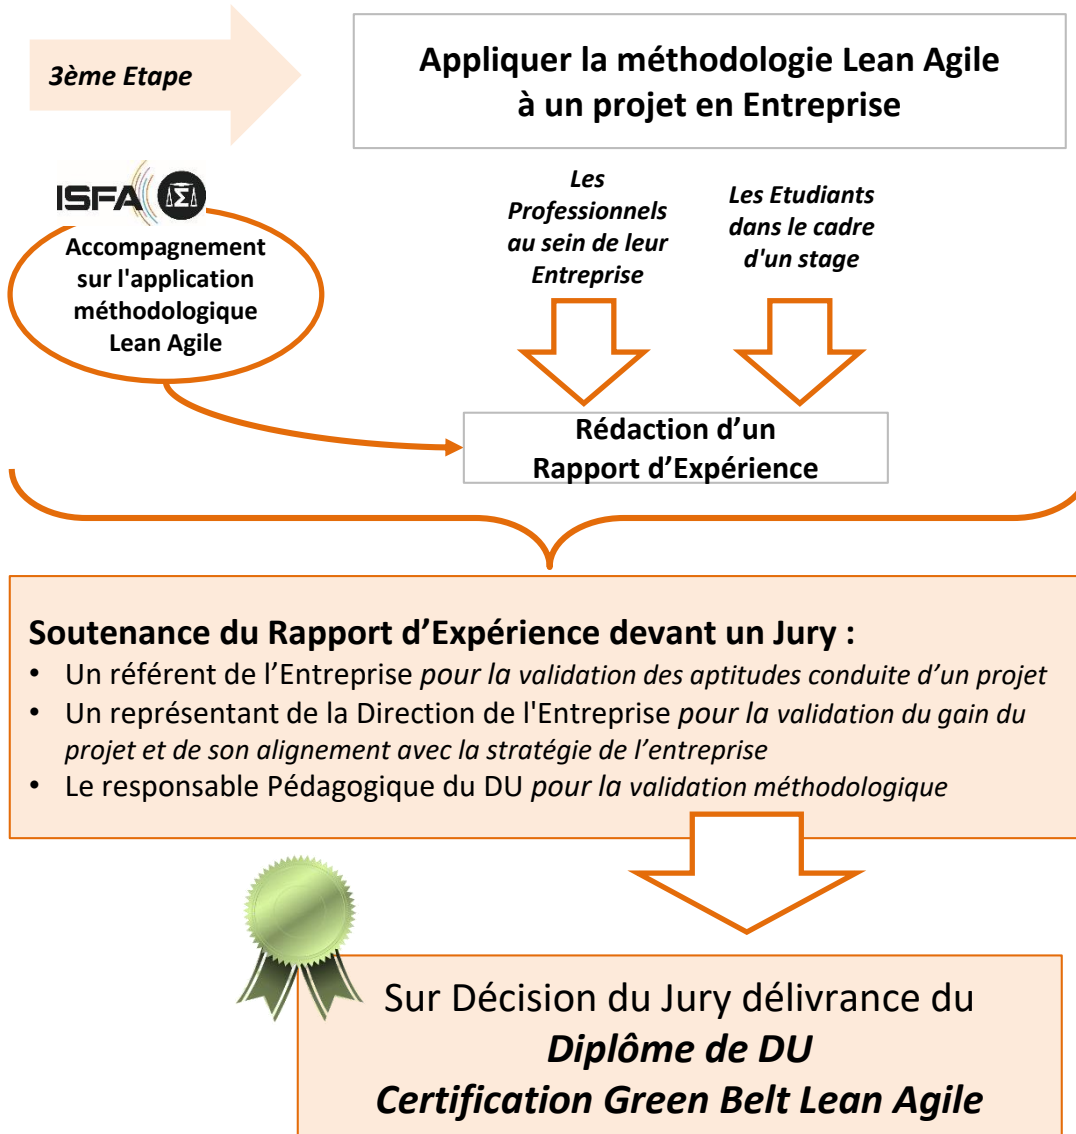 3ème Etape
Appliquer la méthodologie Lean Agile
à un projet en Entreprise
ISFA
Accompagnement
sur l'application
méthodologique
Lean Agile
Les
Professionnels
au sein de leur
Entreprise
Les Etudiants
dans le cadre
d'un stage
Rédaction d’un
Rapport d’Expérience
Soutenance du Rapport d’Expérience devant un Jury :
• Un référent de l’Entreprise pour la validation des aptitudes conduite d’un projet
• Un représentant de la Direction de l'Entreprise pour la validation du gain du
projet et de son alignement avec la stratégie de l’entreprise
• Le responsable Pédagogique du DU pour la validation méthodologique
Sur Décision du Jury délivrance du
Diplôme de DU
Certification Green Belt Lean Agile